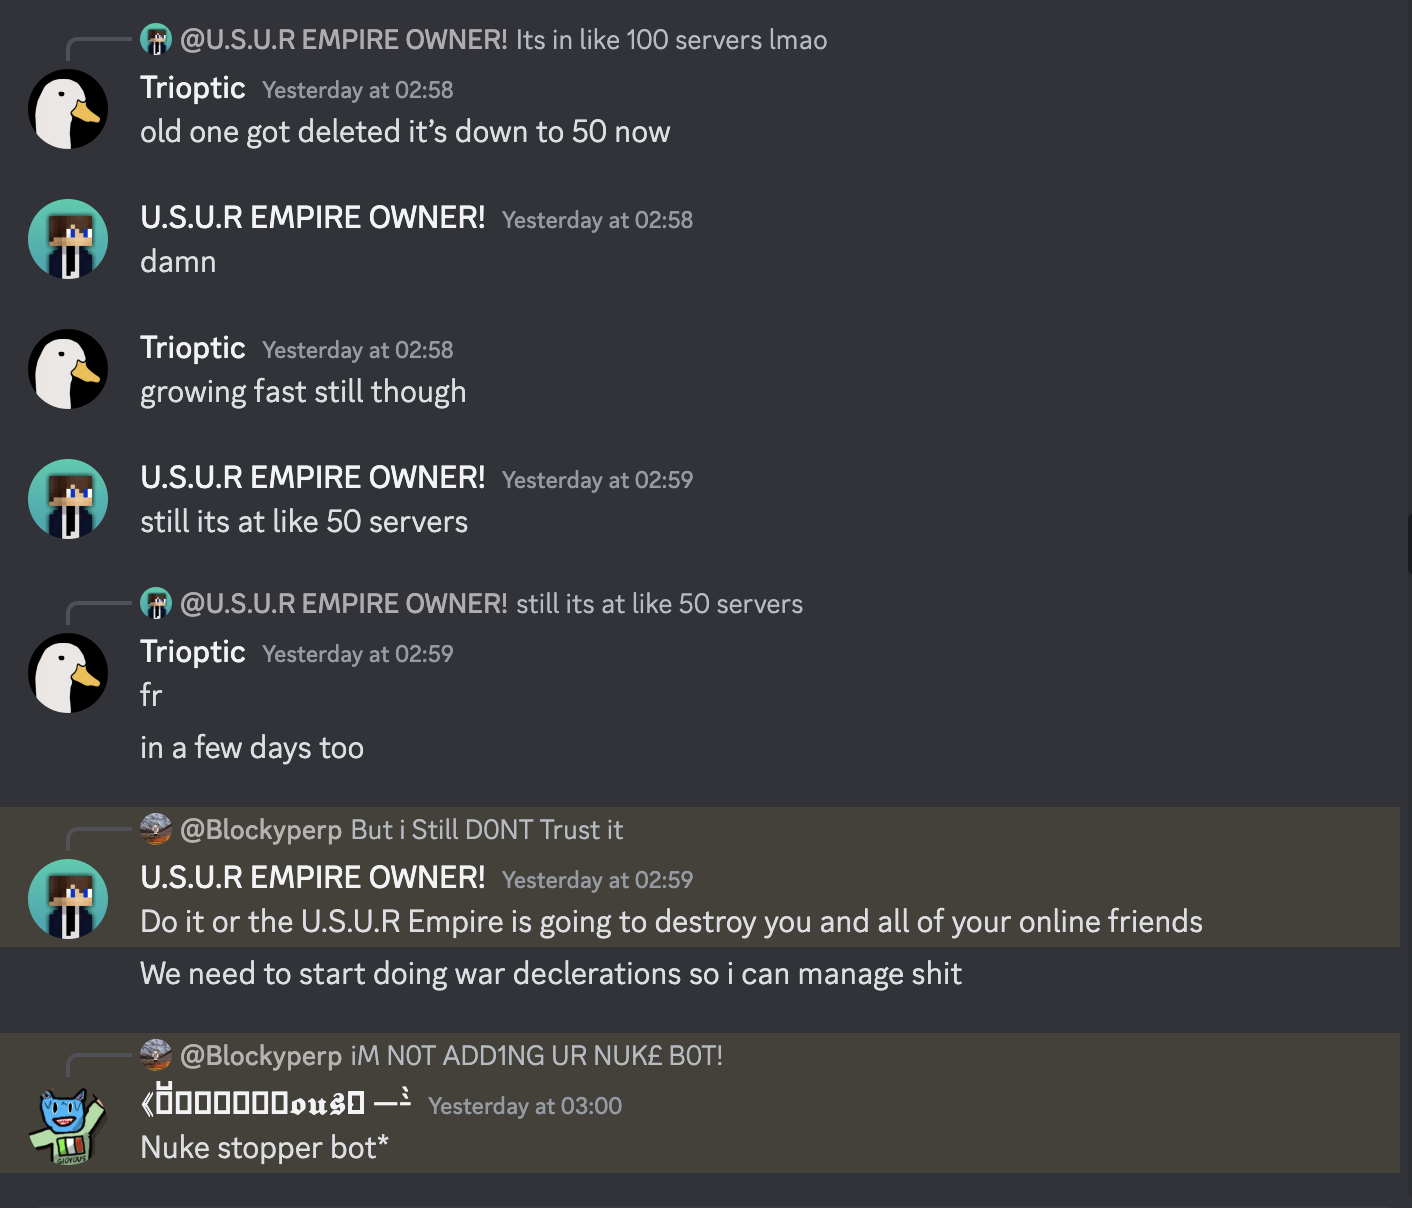 @U.S.U.R EMPIRE OWNER! Its in like 100 servers lmao
Trioptic Yesterday at 02:58
old one got deleted it’s down to 50 now
U.S.U.R EMPIRE OWNER! Yesterday at 02:58
damn
Trioptic Yesterday at 02:58
growing fast still though
U.S.U.R EMPIRE OWNER! Yesterday at 02:59
still its at like 50 servers
@U.S.U.R EMPIRE OWNER! still its at like 50 servers
Trioptic Yesterday at 02:59
fr
in a few days too
@Blockyperp But i Still D0NT Trust it
U.S.U.R EMPIRE OWNER! Yesterday at 02:59
Do it or the U.S.U.R Empire is going to destroy you and all of your online friends
We need to start doing war declerations so i can manage shit
@Blockyperp iM N0T ADD1NG UR NUK£ B0T!
Yesterday at 03:00
Nuke stopper bot*